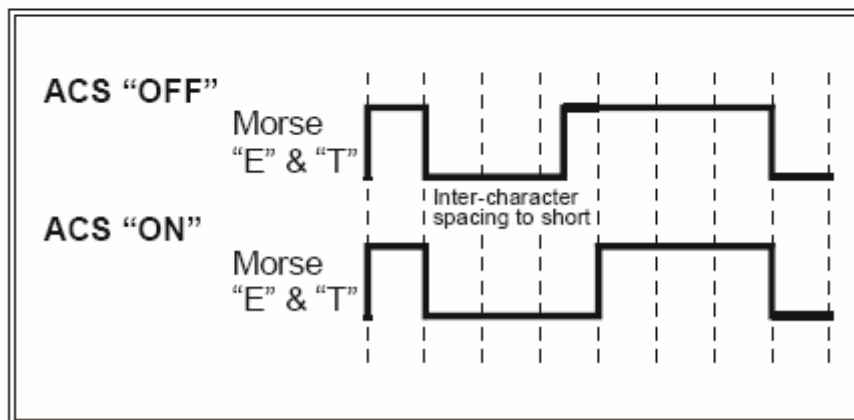 ACS “OFF”
Morse
“E” & “T”
Inter-character
spacing to short
ACS “ON”
Morse
“E” & “T”